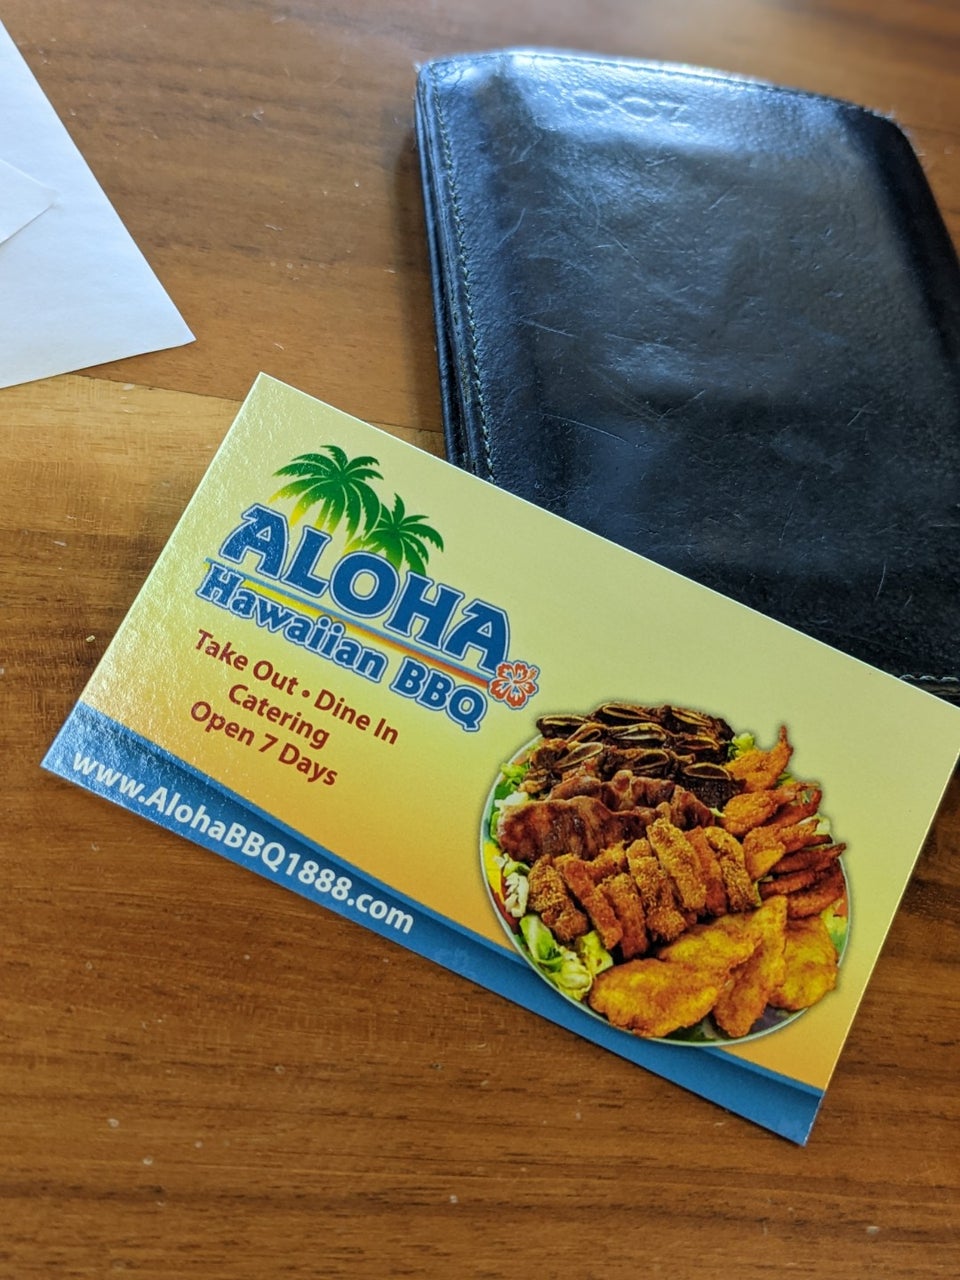 ALOHA
Hawaiian BBQ
Take Out • Dine In
Catering
Open 7 Days
www.AlohaBBQ1888.com